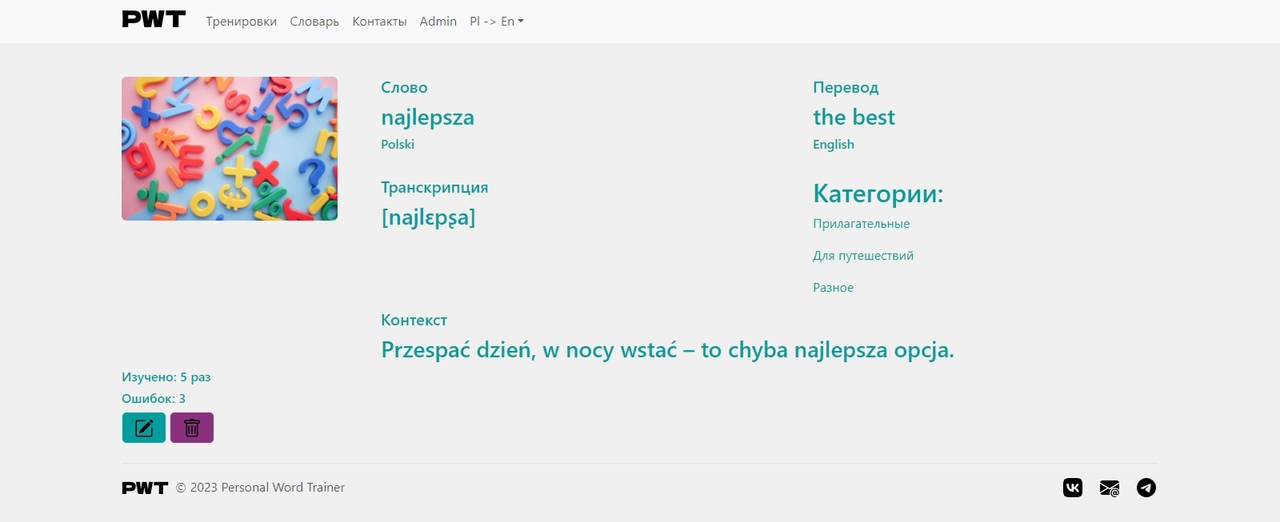 PWT Тренировки Словарь Контакты Admin Pl -> En
Слово
najlepsza
Polski
Транскрипция
[najlɛpʂa]
Перевод
the best
English
Категории:
Прилагательные
Для путешествий
Разное
Контекст
Przespać dzień, w nocy wstać – to chyba najlepsza opcja.
Изучено: 5 раз
Ошибок: 3
PWT © 2023 Personal Word Trainer